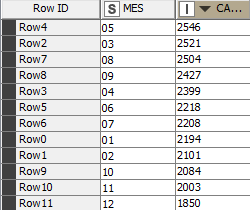 Row ID S MES I CA...
Row4 05 2546
Row2 03 2521
Row7 08 2504
Row8 09 2427
Row3 04 2399
Row5 06 2218
Row6 07 2208
Row0 01 2194
Row1 02 2101
Row9 10 2084
Row10 11 2003
Row11 12 1850